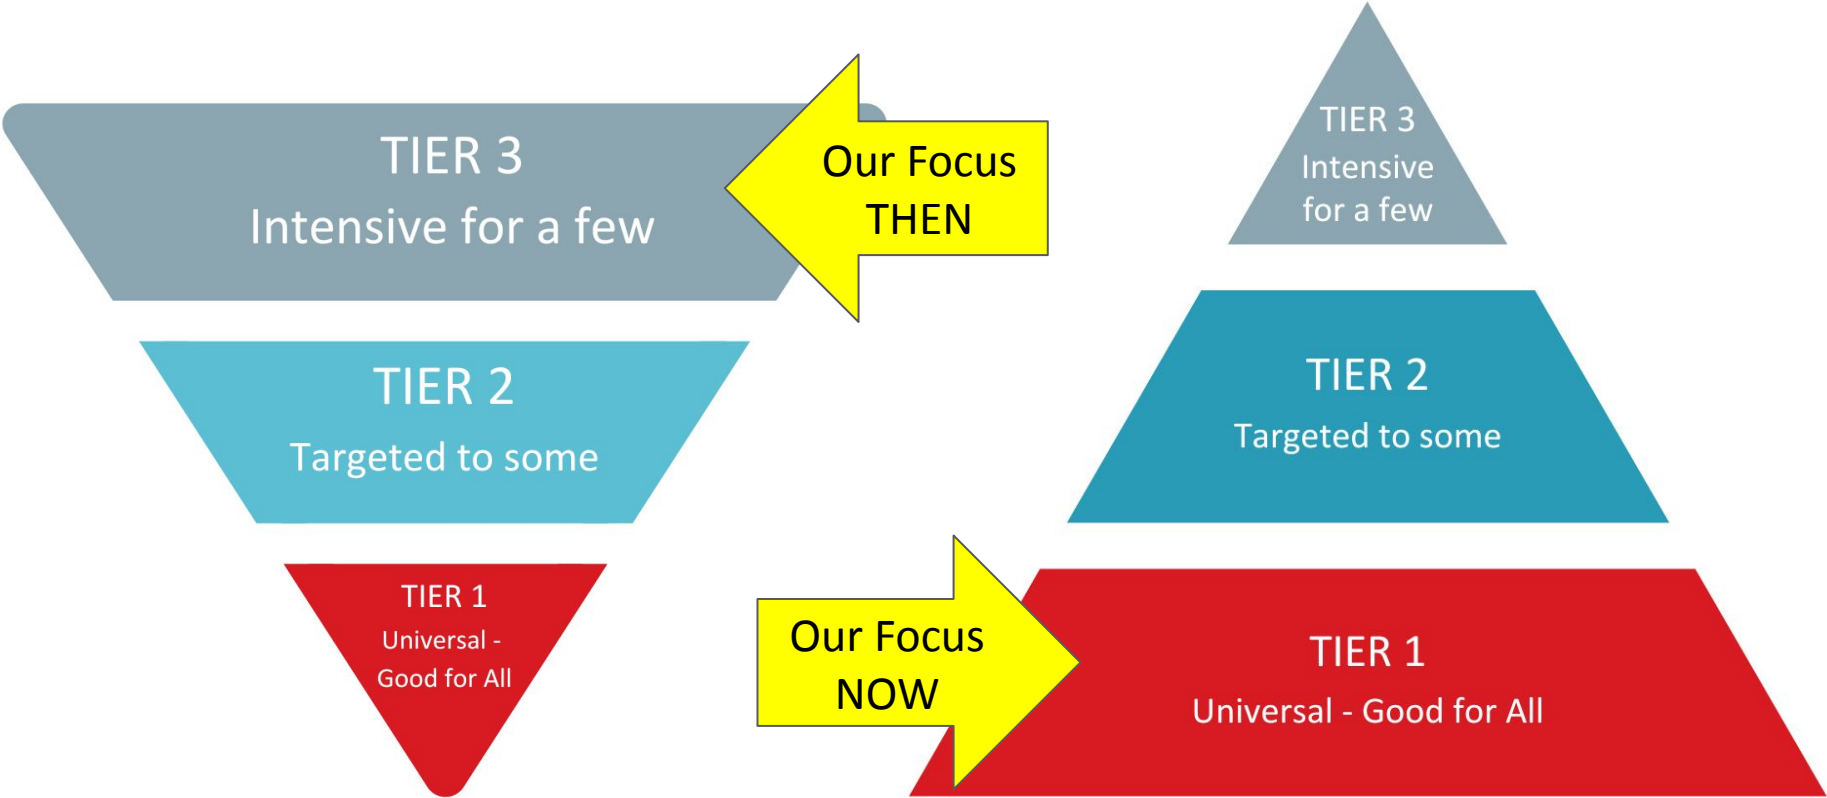 TIER 3
Intensive for a few
TIER 2
Targeted to some
TIER 1
Universal -
Good for All
Our Focus
THEN
Our Focus
NOW
TIER 3
Intensive
for a few
TIER 2
Targeted to some
TIER 1
Universal - Good for All